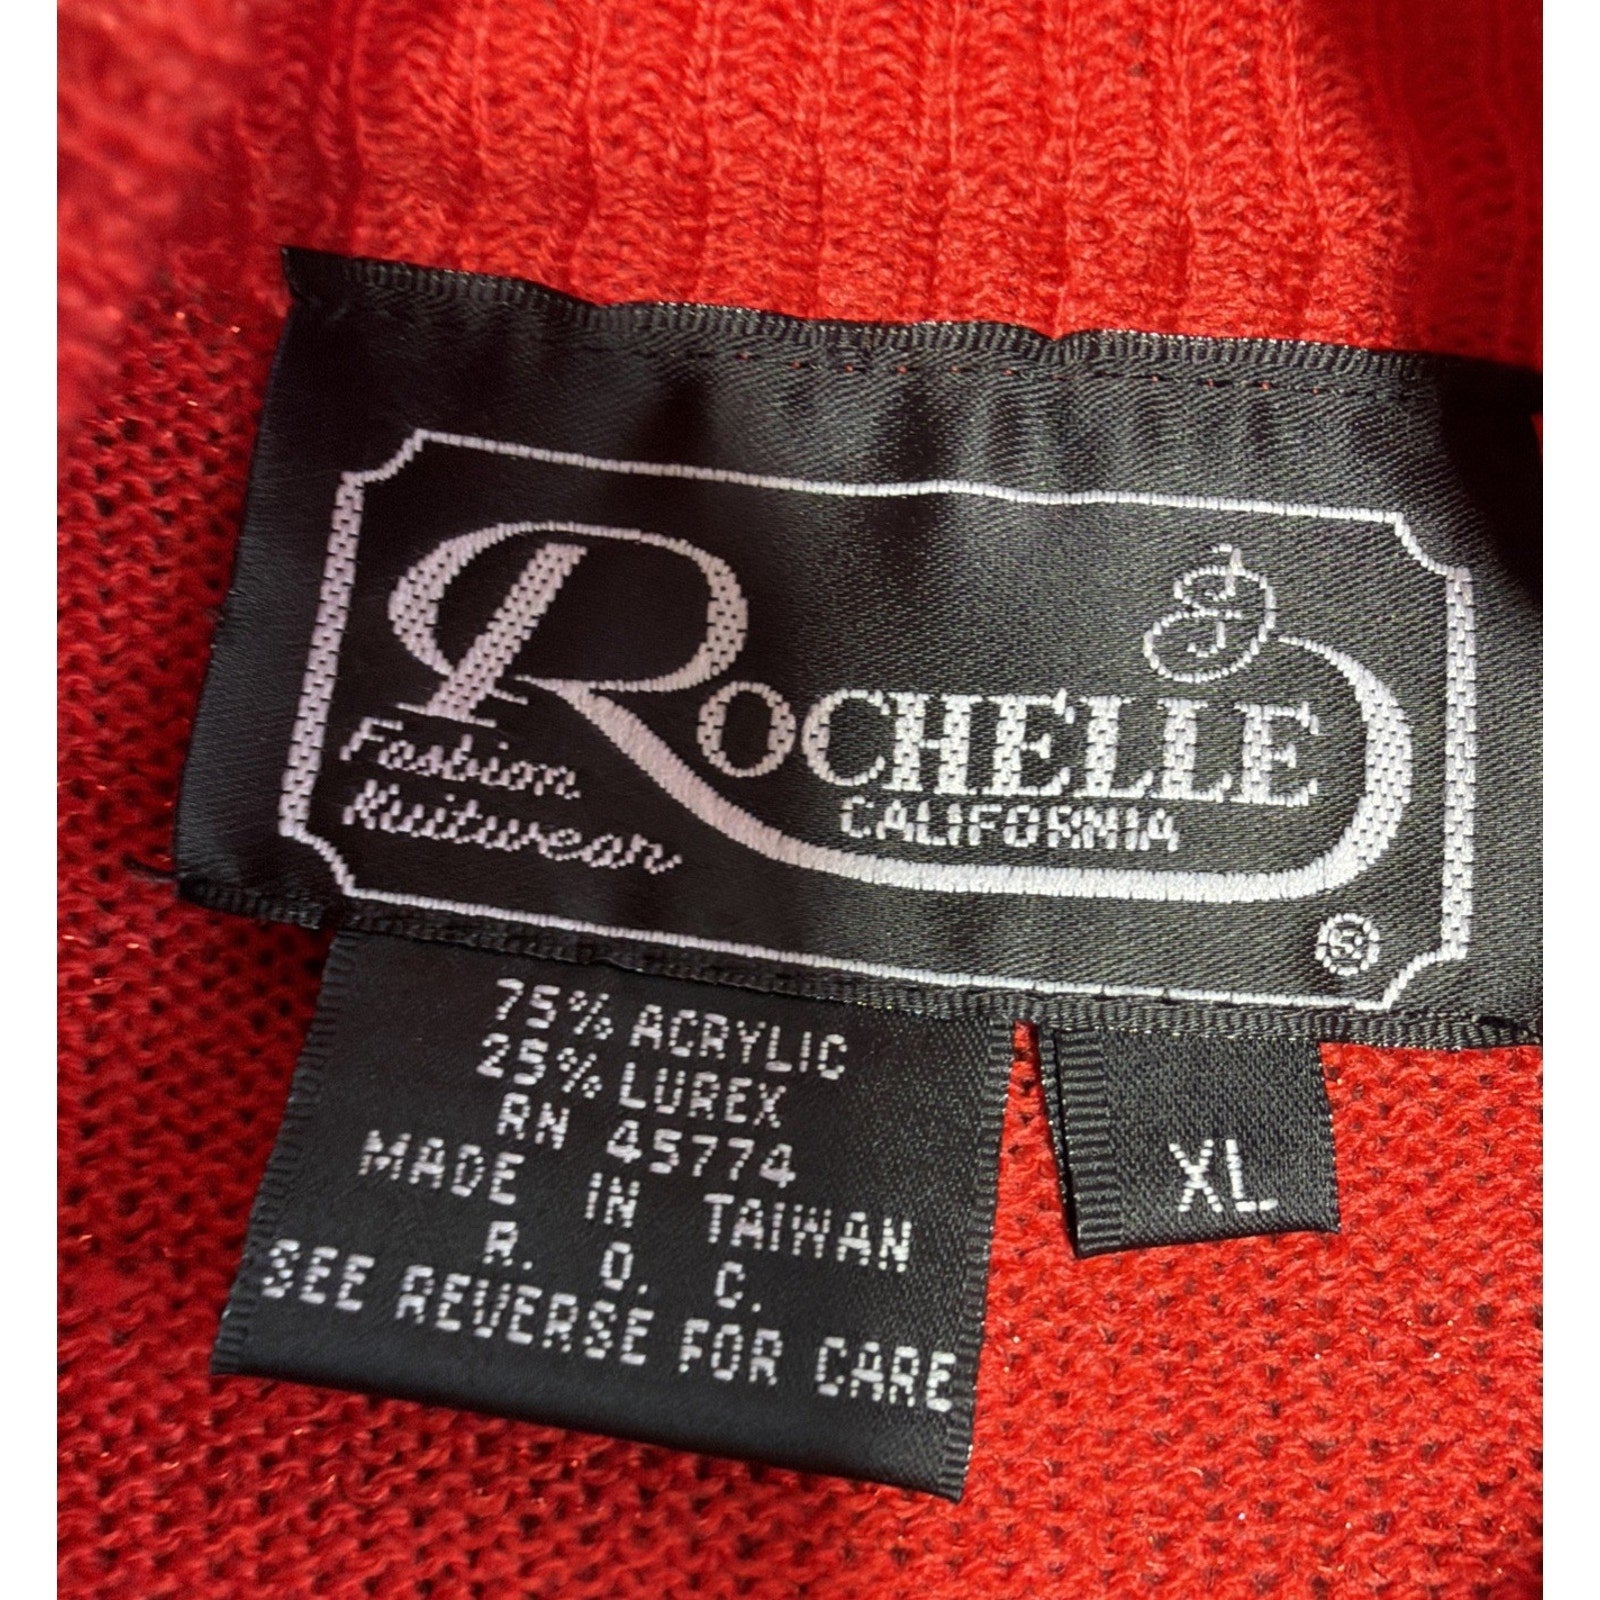 ROCHELLE
CALIFORNIA
Fashion
Knitwear
®
75% ACRYLIC
25% LUREX
RN 45774
MADE IN TAIWAN
R. O. C.
SEE REVERSE FOR CARE
XL